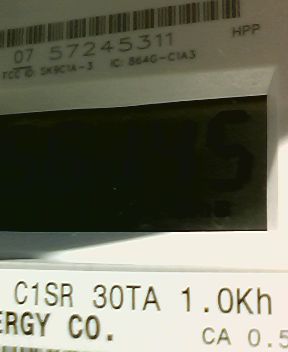 HPP
07 57245311
FCC ID: SK9C1A-3 IC: 864G-C1A3
C1SR 30TA 1.0Kh
ERGY CO.
CA 0.5